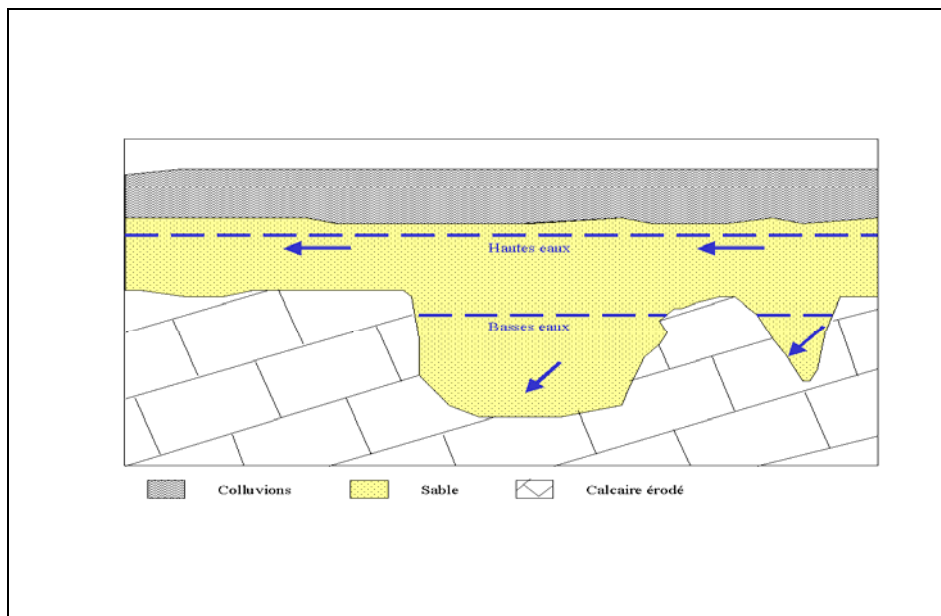 Hautes eaux
Basses eaux
Colluvions
Sable
Calcaire érodé